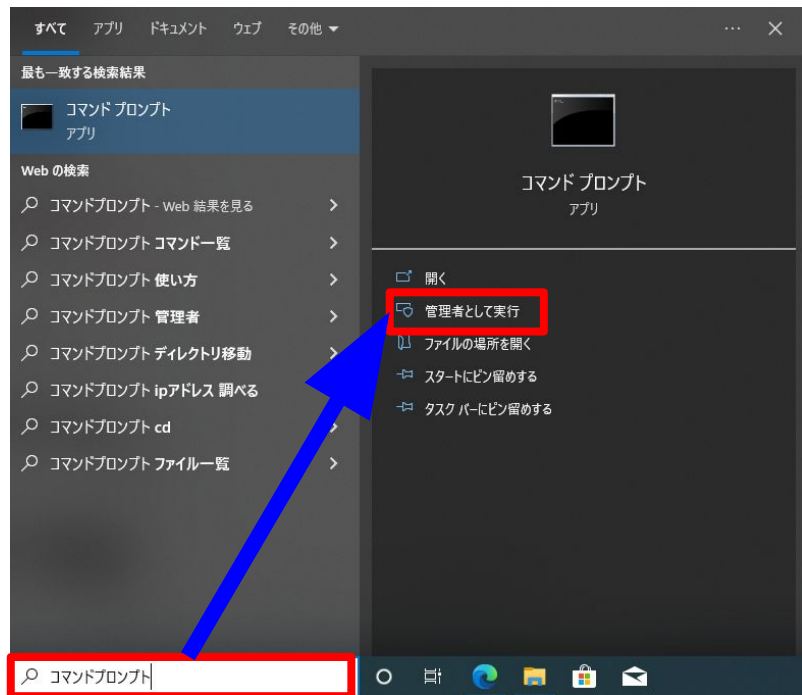 すべて アプリ ドキュメント ウェブ その他
最も一致する検索結果
コマンド プロンプト
アプリ
Web の検索
コマンドプロンプト - Web 結果を見る
コマンドプロンプト コマンド一覧
コマンドプロンプト 使い方
コマンドプロンプト 管理者
コマンドプロンプト ディレクトリ移動
コマンドプロンプト ipアドレス 調べる
コマンドプロンプト cd
コマンドプロンプト ファイル一覧
コマンドプロンプト
コマンド プロンプト
アプリ
開く
管理者として実行
ファイルの場所を開く
スタートにピン留めする
タスク バーにピン留めする